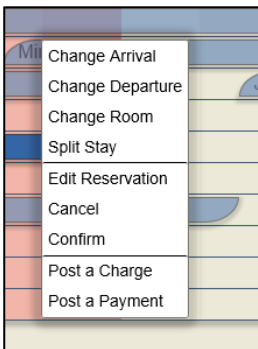 Change Arrival
Change Departure
Change Room
Split Stay
Edit Reservation
Cancel
Confirm
Post a Charge
Post a Payment